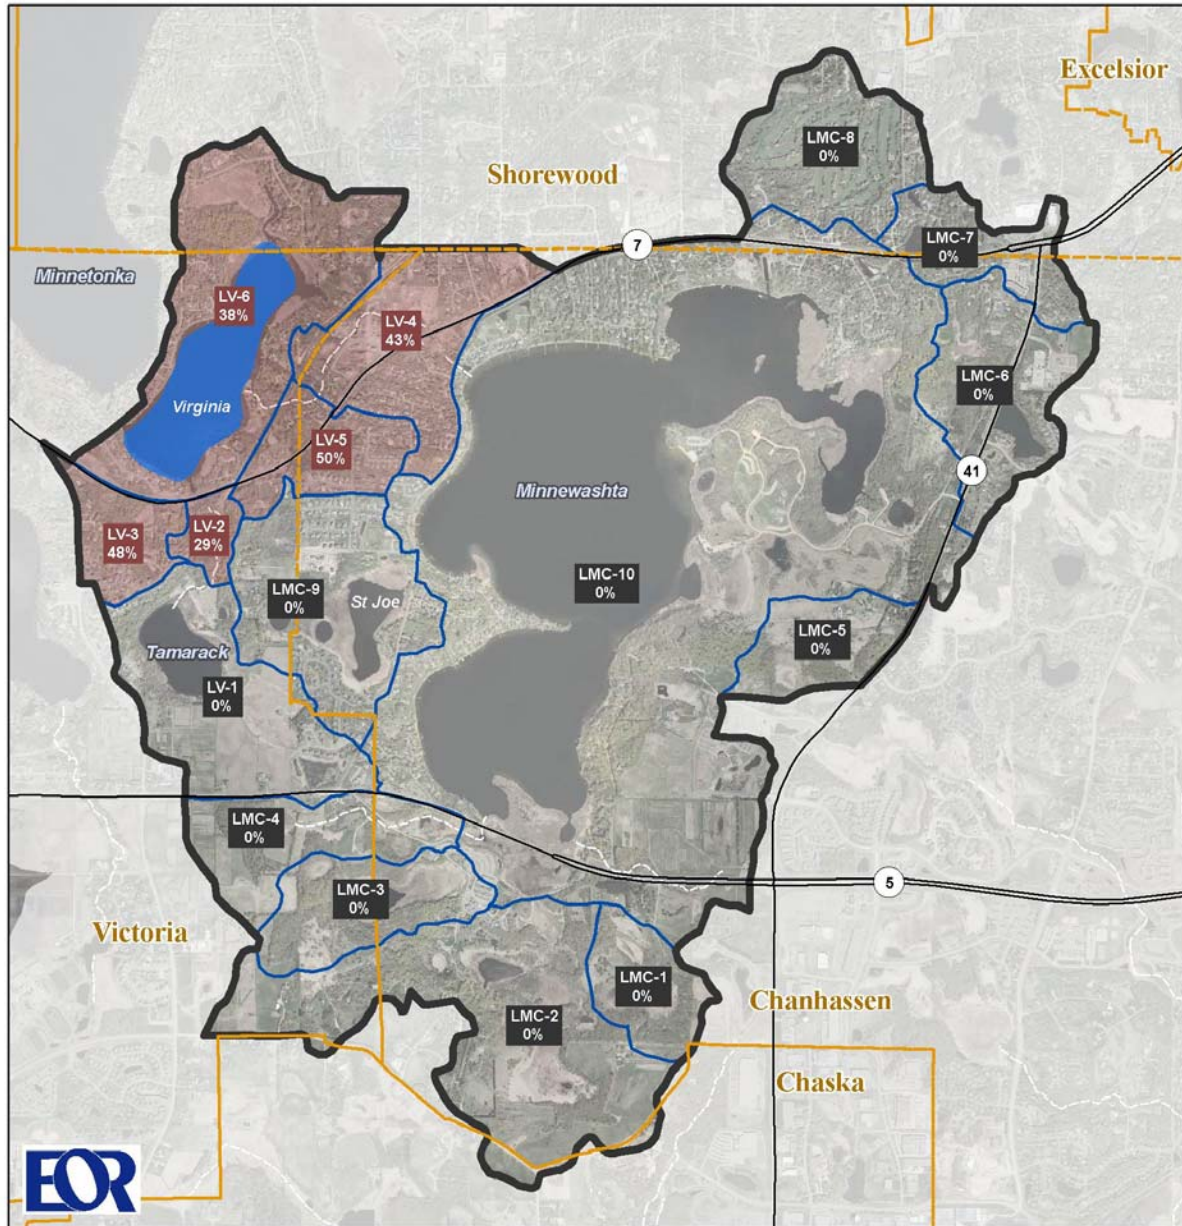 Excelsior
LMC-8
0%
Shorewood
7
LMC-7
0%
Minnetonka
LV-6
38%
LV-4
43%
LMC-6
0%
Virginia
LV-5
50%
41
Minnewashta
LV-3
48%
LV-2
29%
LMC-9
0%
St Joe
LMC-10
0%
LMC-5
0%
Tamarack
LV-1
0%
LMC-4
0%
LMC-3
0%
5
Victoria
LMC-1
0%
Chanhassen
LMC-2
0%
Chaska
EOR